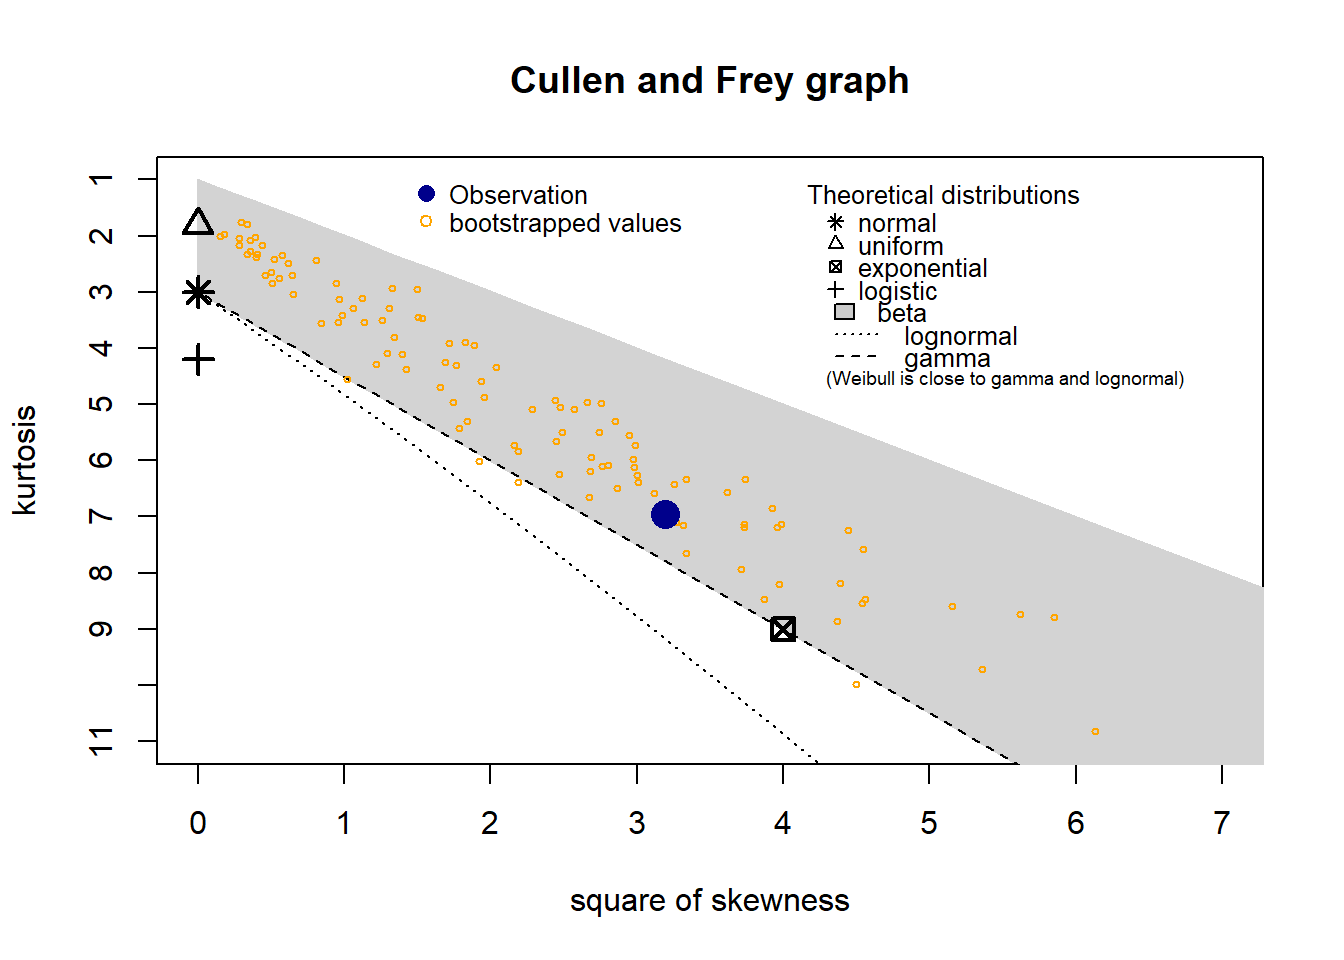 Cullen and Frey graph
Observation
bootstrapped values
Theoretical distributions
normal
uniform
exponential
logistic
beta
lognormal
gamma
(Weibull is close to gamma and lognormal)
kurtosis
1
2
3
4
5
6
7
8
9
11
0 1 2 3 4 5 6 7
square of skewness